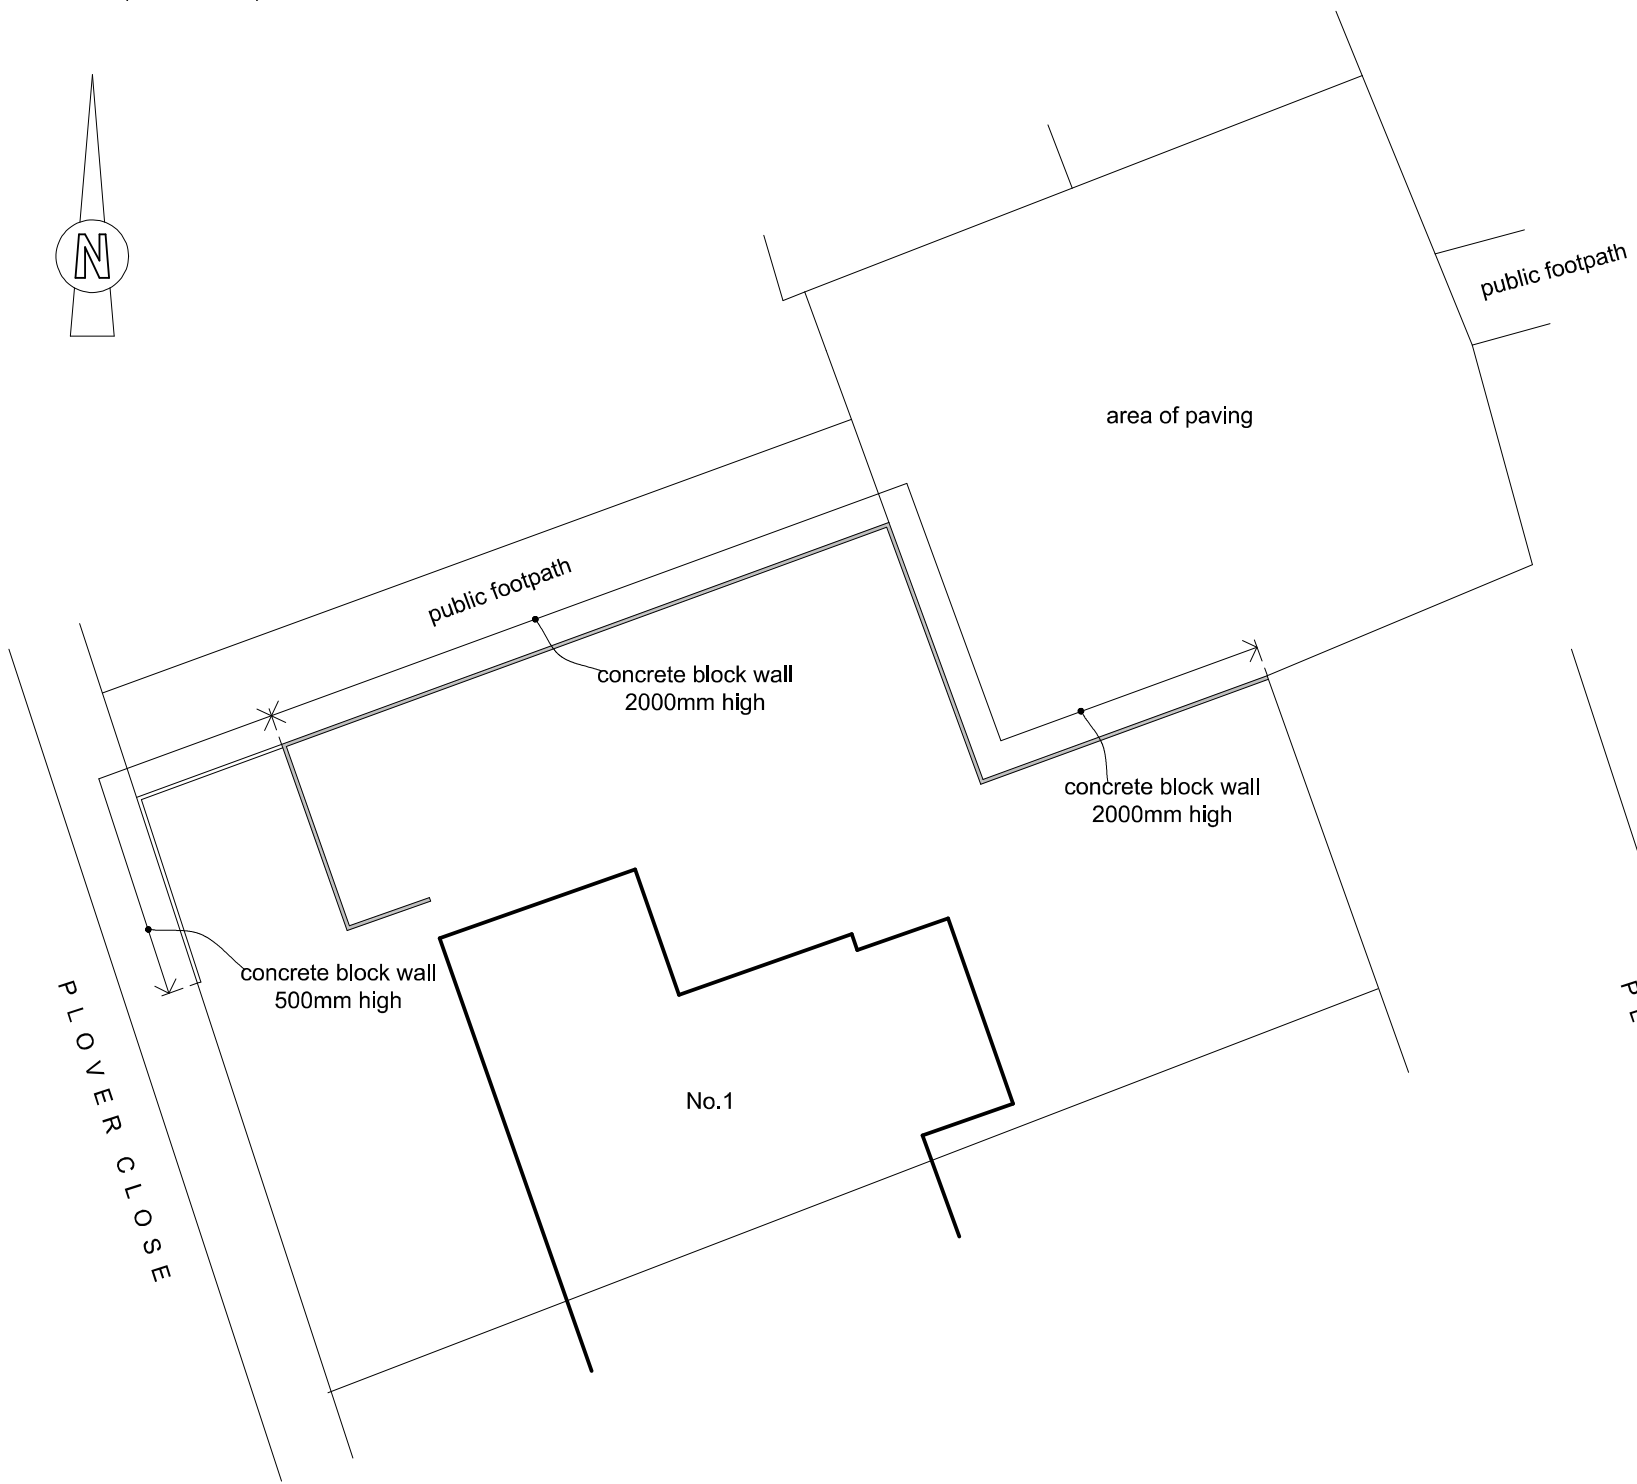 N
public footpath
area of paving
public footpath
concrete block wall
2000mm high
concrete block wall
2000mm high
concrete block wall
500mm high
PLOVER CLOSE
No.1
PL